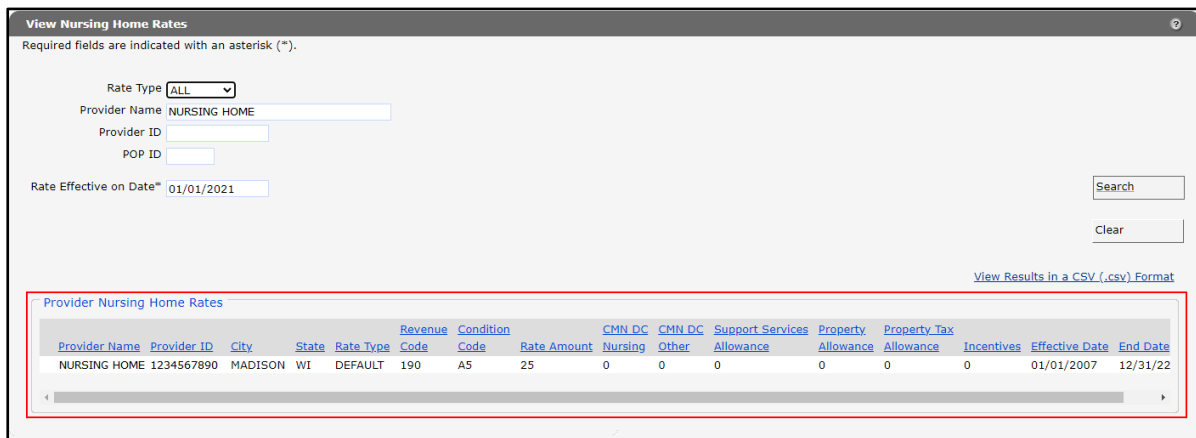 View Nursing Home Rates ?
Required fields are indicated with an asterisk (*).
Rate Type ALL
Provider Name NURSING HOME
Provider ID
POP ID
Rate Effective on Date* 01/01/2021
Search
Clear
View Results in a CSV (.csv) Format
Provider Nursing Home Rates
Revenue Condition CMN DC CMN DC Support Services Property Property Tax
Provider Name Provider ID City State Rate Type Code Code Rate Amount Nursing Other Allowance Allowance Allowance Incentives Effective Date End Date
NURSING HOME 1234567890 MADISON WI DEFAULT 190 A5 25 0 0 0 0 0 0 01/01/2007 12/31/22